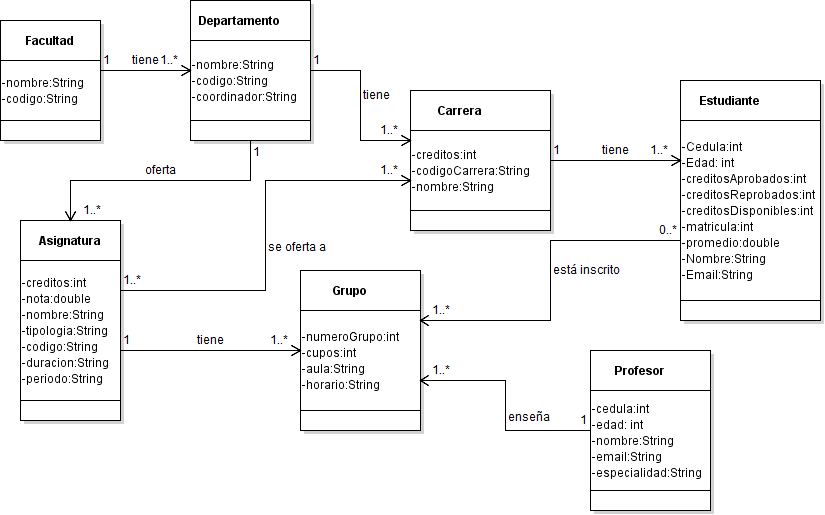 Facultad
-nombre:String
-codigo:String
1
tiene
1..*
Departamento
-nombre:String
-codigo:String
-coordinador:String
1
tiene
1..*
1
oferta
1..*
Carrera
-creditos:int
-codigoCarrera:String
-nombre:String
1
tiene
1..*
Estudiante
-Cedula:int
-Edad: int
-creditosAprobados:int
-creditosReprobados:int
-creditosDisponibles:int
-matricula:int
-promedio:double
-Nombre:String
-Email:String
0..*
está inscrito
1..*
Asignatura
-creditos:int
-nota:double
-nombre:String
-tipologia:String
-codigo:String
-duracion:String
-periodo:String
1..*
se oferta a
1..*
1
tiene
1..*
Grupo
-numeroGrupo:int
-cupos:int
-aula:String
-horario:String
1..*
enseña
1
Profesor
-cedula:int
-edad: int
-nombre:String
-email:String
-especialidad:String